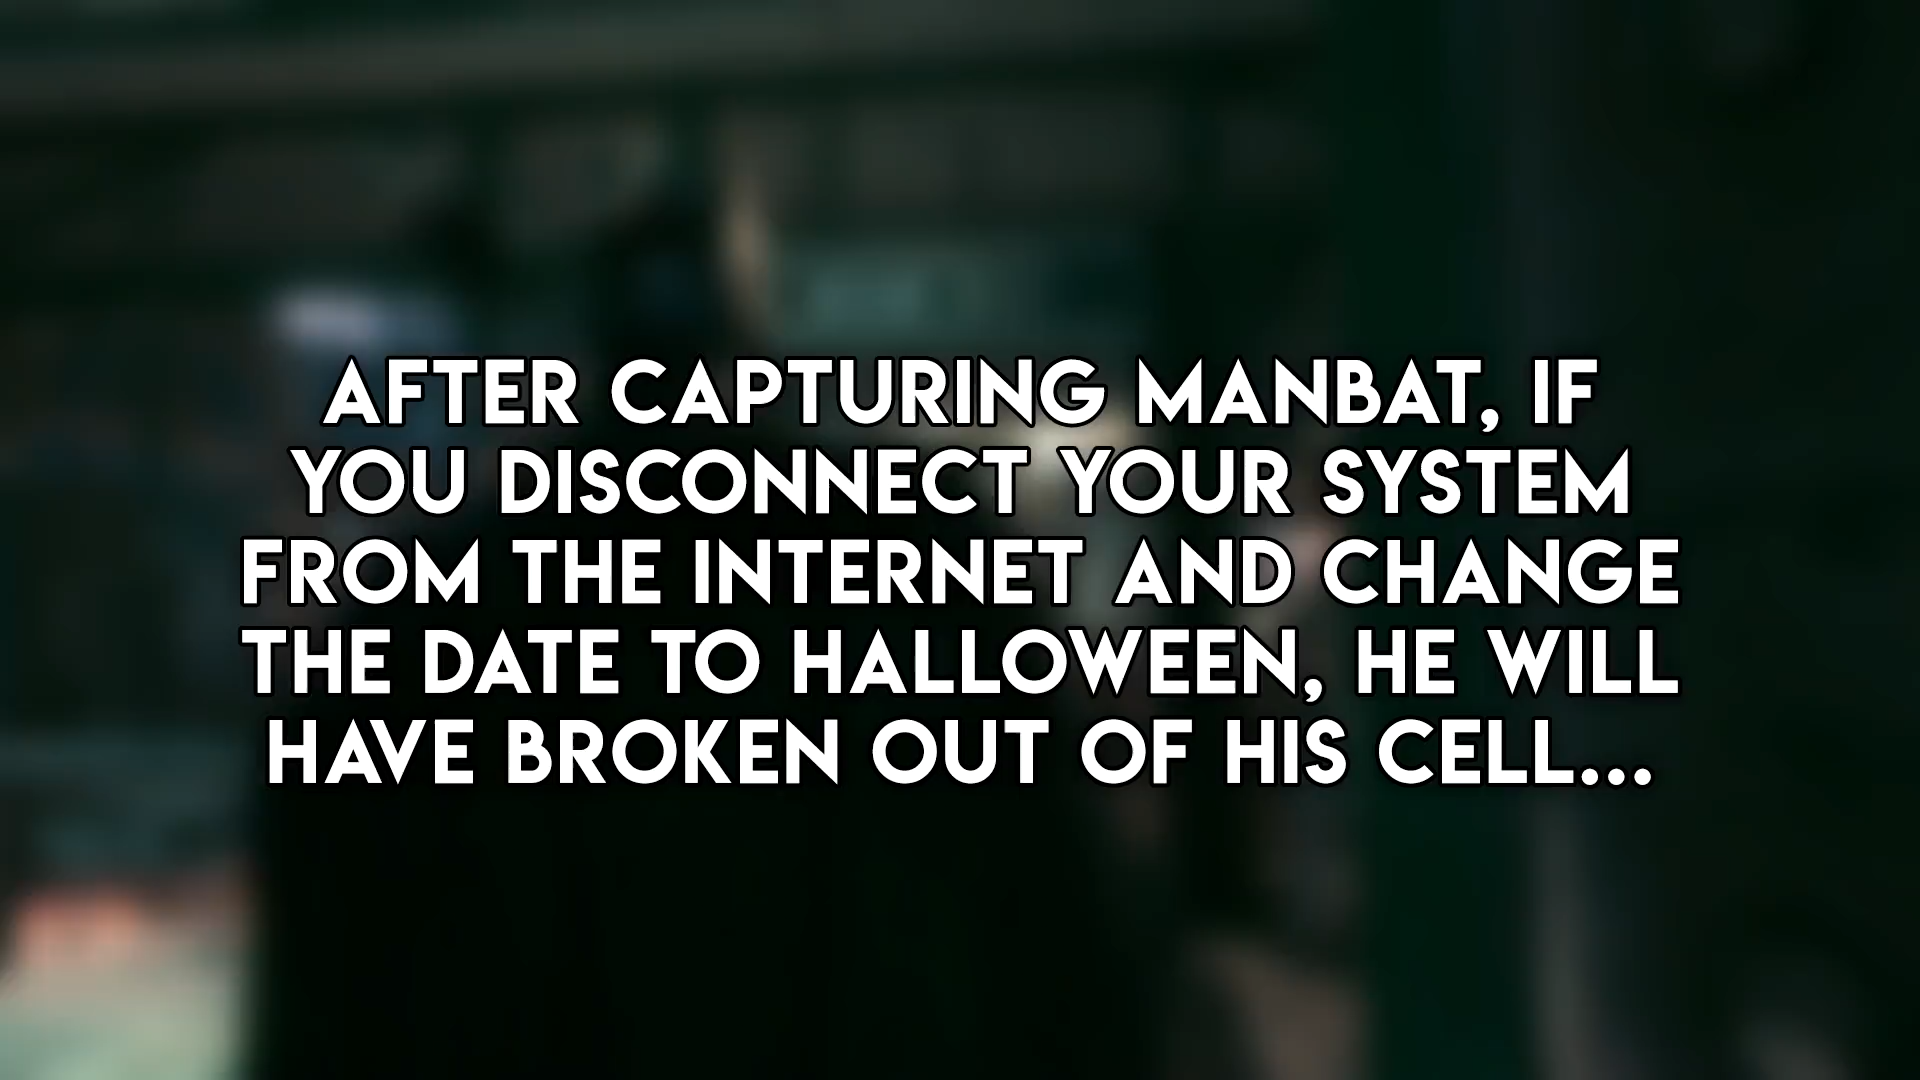 AFTER CAPTURING MANBAT, IF
YOU DISCONNECT YOUR SYSTEM
FROM THE INTERNET AND CHANGE
THE DATE TO HALLOWEEN, HE WILL
HAVE BROKEN OUT OF HIS CELL...